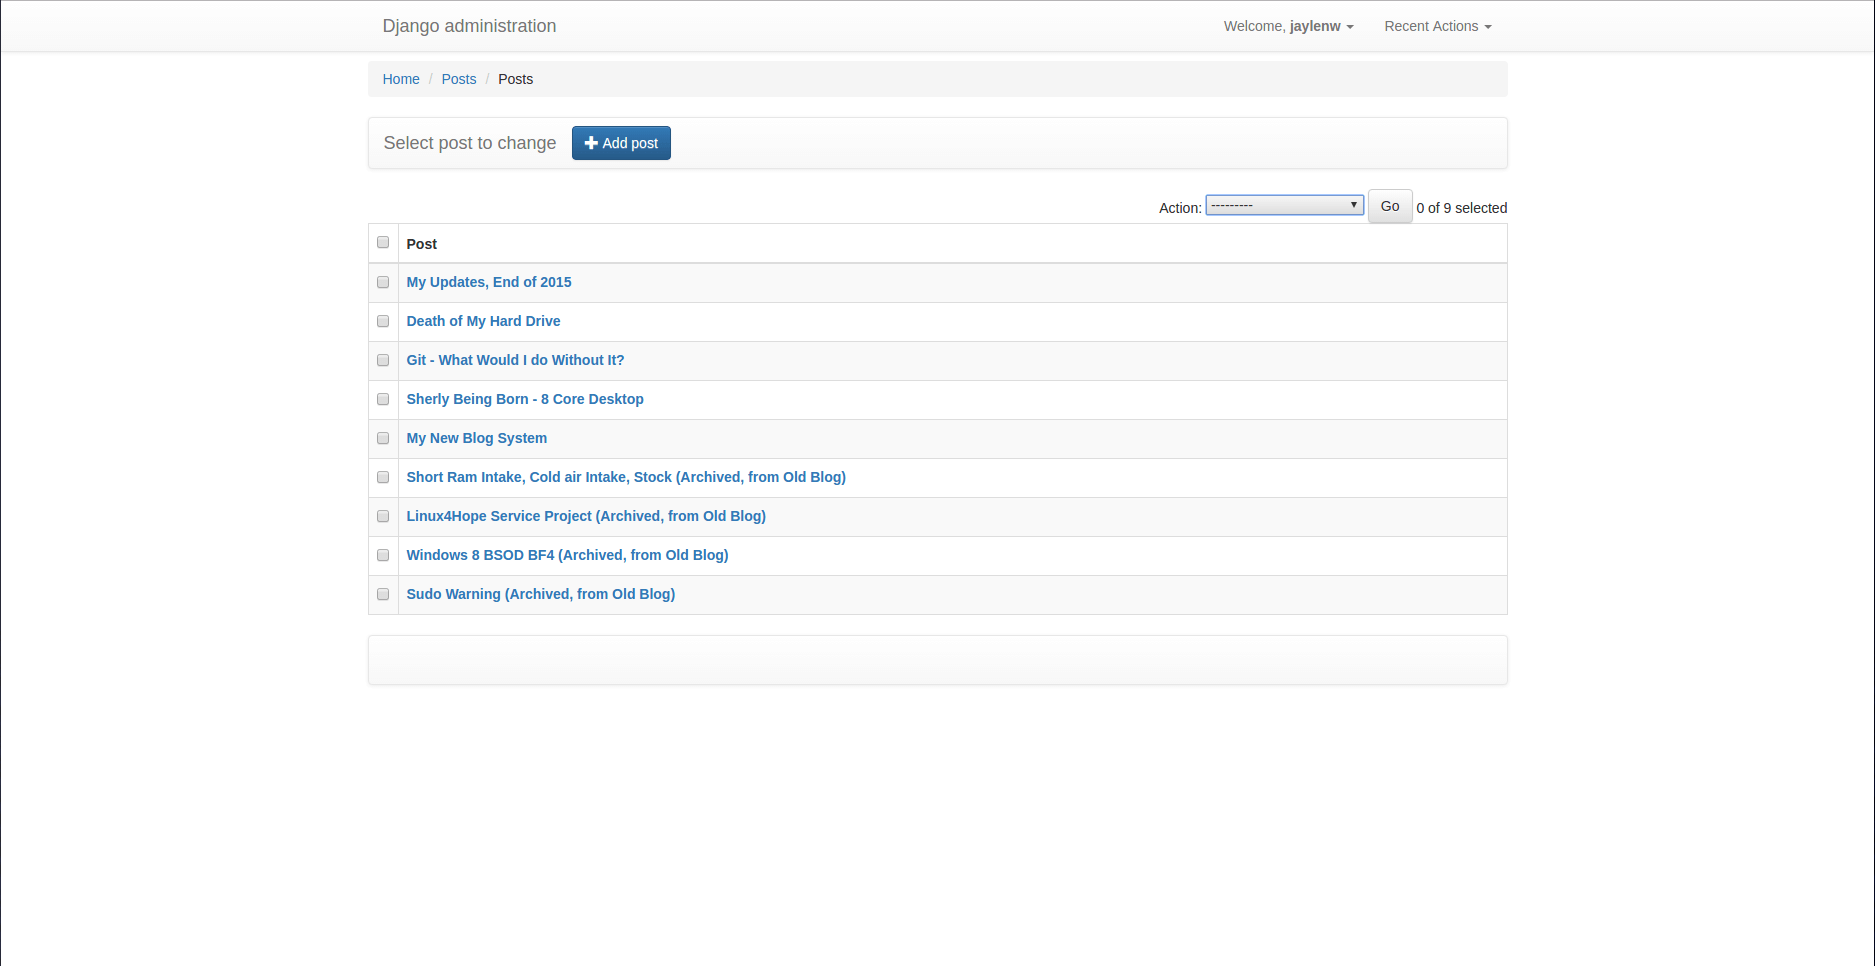 Django administration
Welcome, jaylenw
Recent Actions
Home / Posts / Posts
Select post to change
Add post
Action: --------- Go 0 of 9 selected
Post
My Updates, End of 2015
Death of My Hard Drive
Git - What Would I do Without It?
Sherly Being Born - 8 Core Desktop
My New Blog System
Short Ram Intake, Cold air Intake, Stock (Archived, from Old Blog)
Linux4Hope Service Project (Archived, from Old Blog)
Windows 8 BSOD BF4 (Archived, from Old Blog)
Sudo Warning (Archived, from Old Blog)